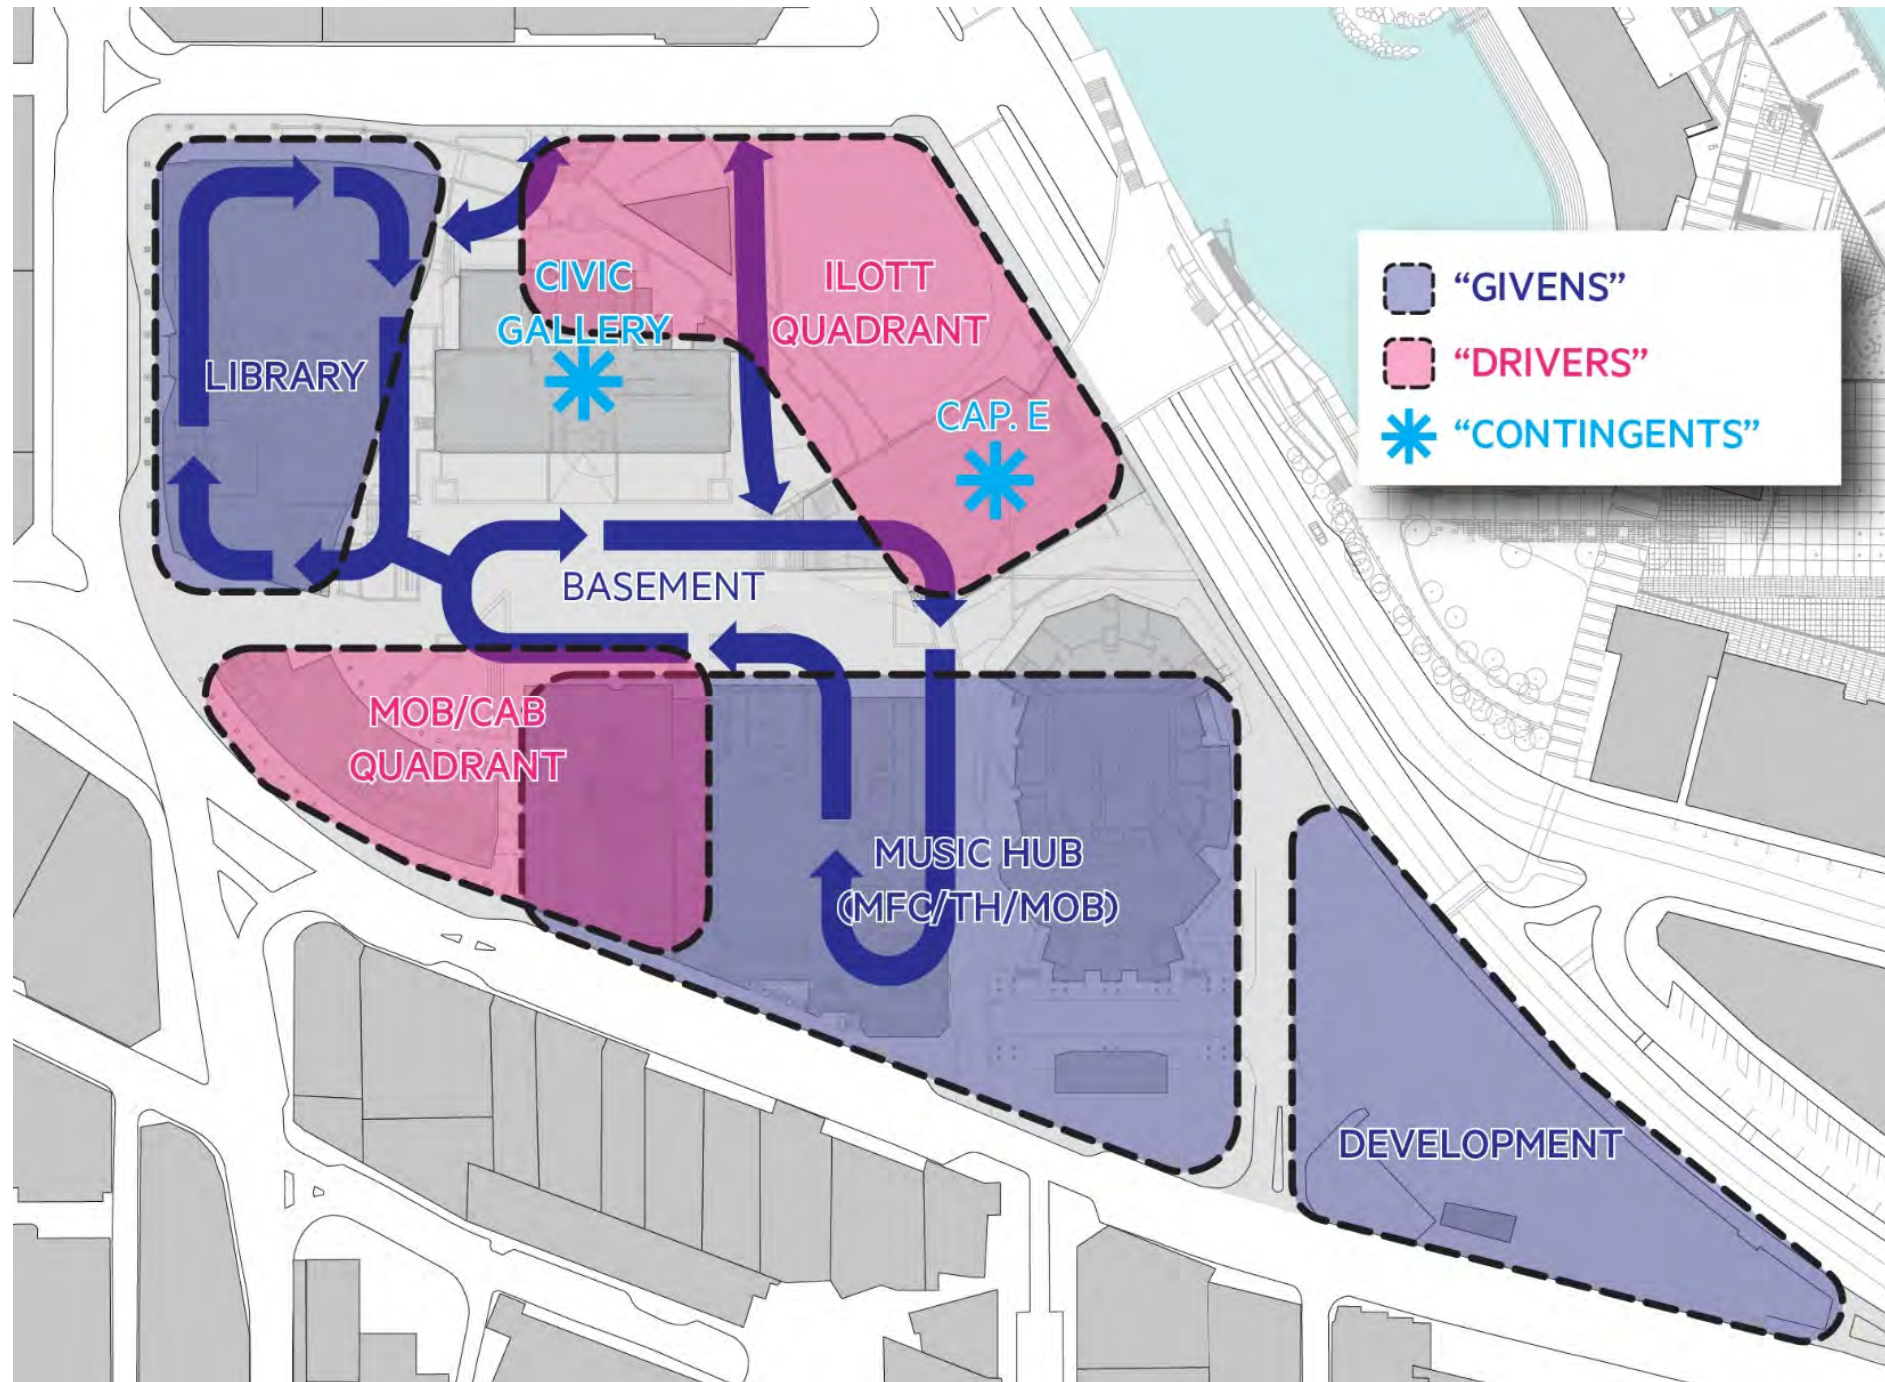 CIVIC
GALLERY
ILOTT
QUADRANT
LIBRARY
CAP. E
BASEMENT
MOB/CAB
QUADRANT
MUSIC HUB
(MFC/TH/MOB)
DEVELOPMENT
“GIVENS”
“DRIVERS”
“CONTINGENTS”